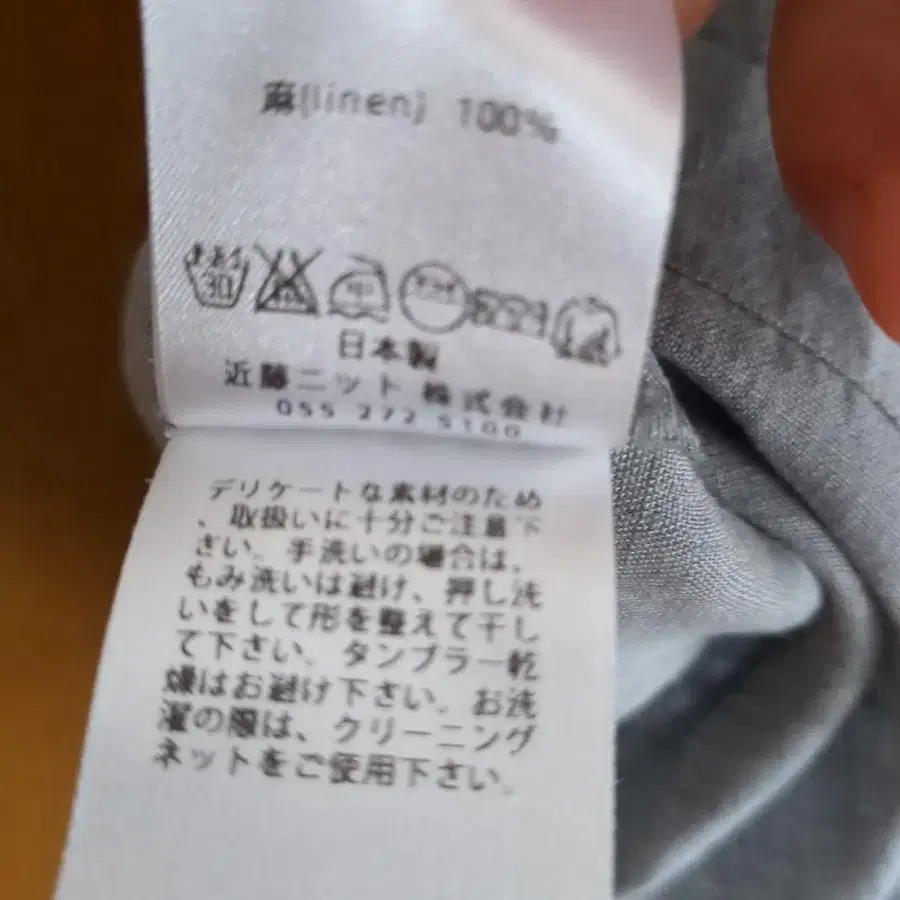 麻(linen) 100%
30
日本製
近藤ニット 株式会社
055 272 5100
デリケートな素材のため
、取扱いに十分ご注意下
さい。手洗いの場合は、
もみ洗いは避け、押し洗
いをして形を整えて干し
て下さい。タンブラー乾
燥はお避け下さい。お洗
濯の際は、クリーニング
ネットをご使用下さい。